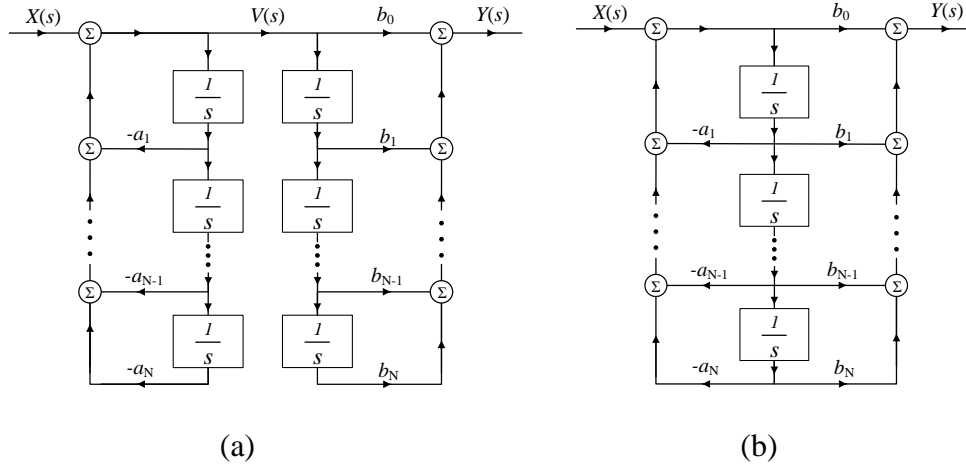 X(s) V(s) b0 Y(s) X(s) b0 Y(s)
Σ Σ Σ Σ
1/s 1/s 1/s
-a1 b1 -a1 b1
Σ Σ Σ Σ
1/s 1/s 1/s
-aN-1 bN-1 -aN-1 bN-1
Σ Σ Σ Σ
1/s 1/s 1/s
-aN bN -aN bN
(a) (b)